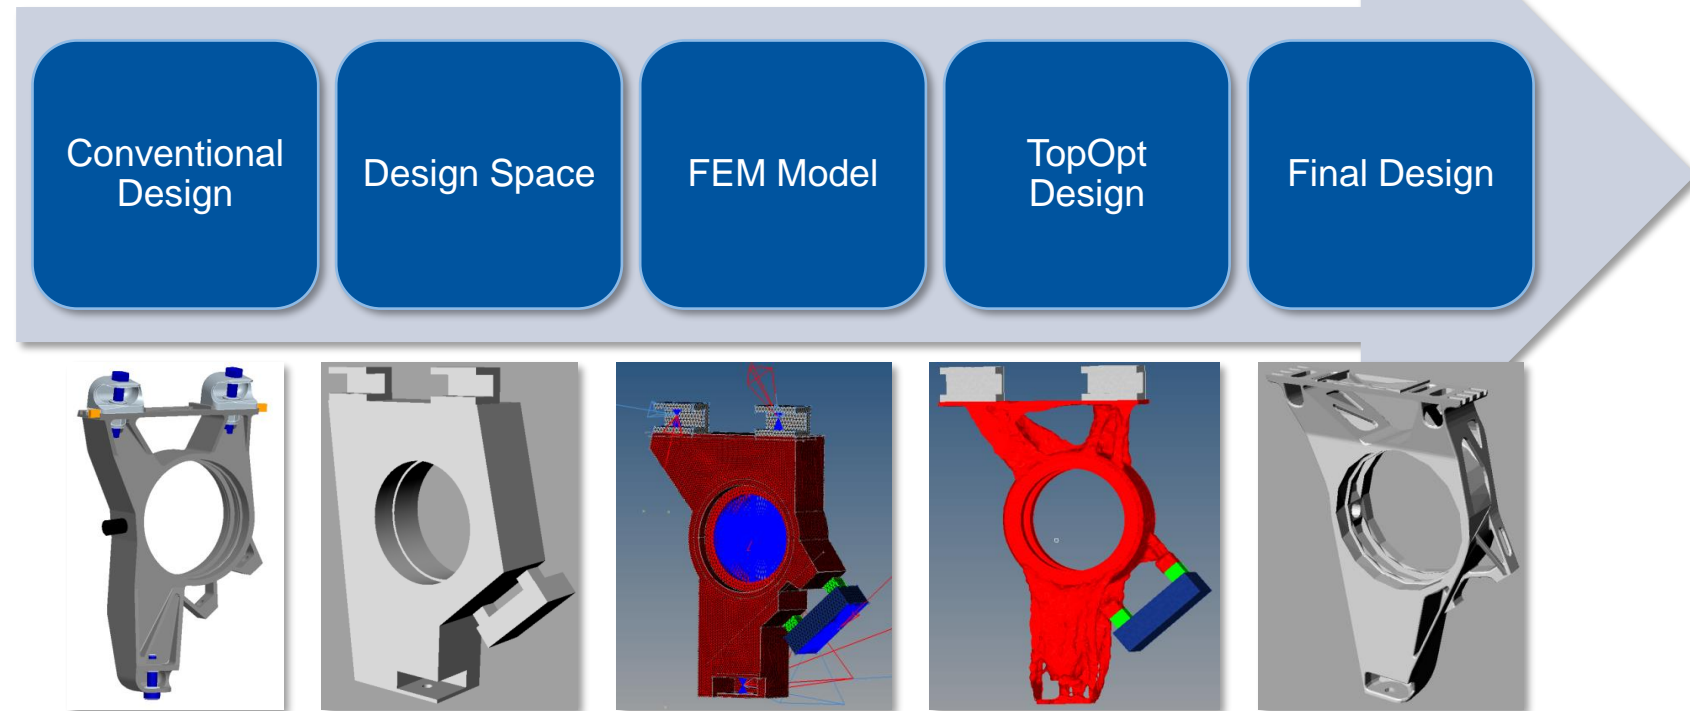 Conventional
Design
Design Space
FEM Model
TopOpt
Design
Final Design